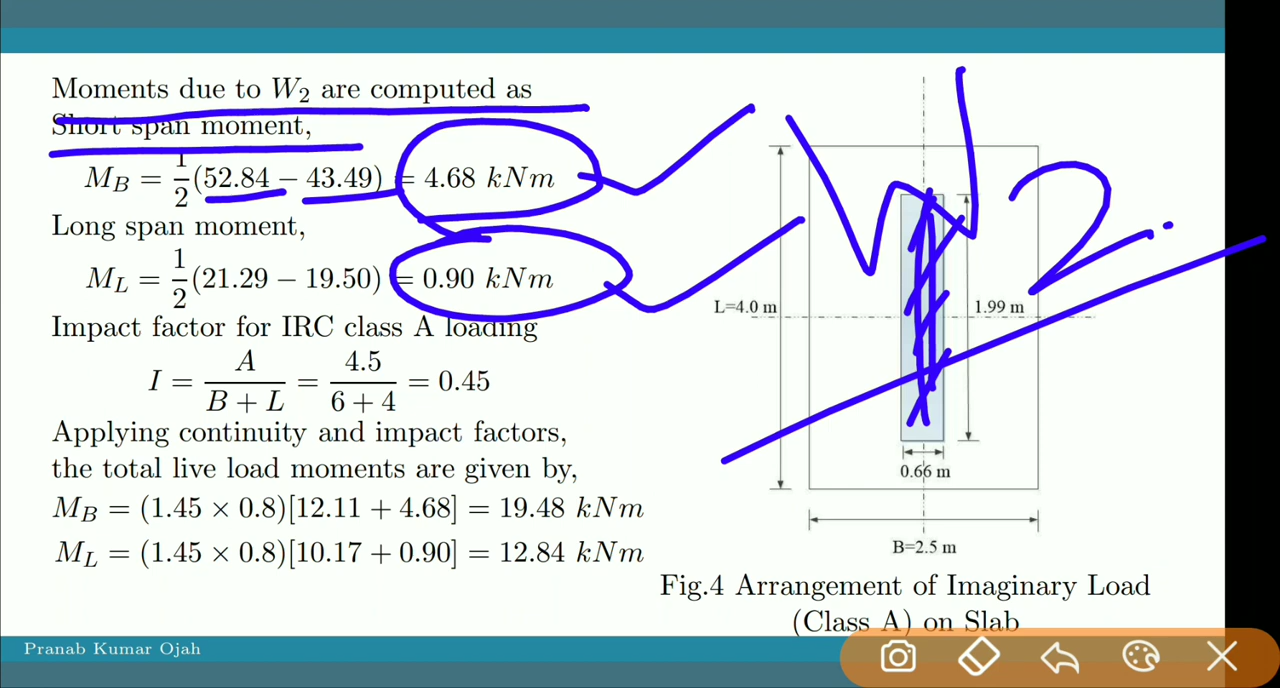 Moments due to W₂ are computed as
Short span moment,
M_B = 1/2 (52.84 − 43.49) = 4.68 kNm
Long span moment,
M_L = 1/2 (21.29 − 19.50) = 0.90 kNm
Impact factor for IRC class A loading
I = A/(B + L) = 4.5/(6 + 4) = 0.45
Applying continuity and impact factors,
the total live load moments are given by,
M_B = (1.45 × 0.8)[12.11 + 4.68] = 19.48 kNm
M_L = (1.45 × 0.8)[10.17 + 0.90] = 12.84 kNm
W2
L=4.0 m
1.99 m
0.66 m
B=2.5 m
Fig.4 Arrangement of Imaginary Load
(Class A) on Slab
Pranab Kumar Ojah